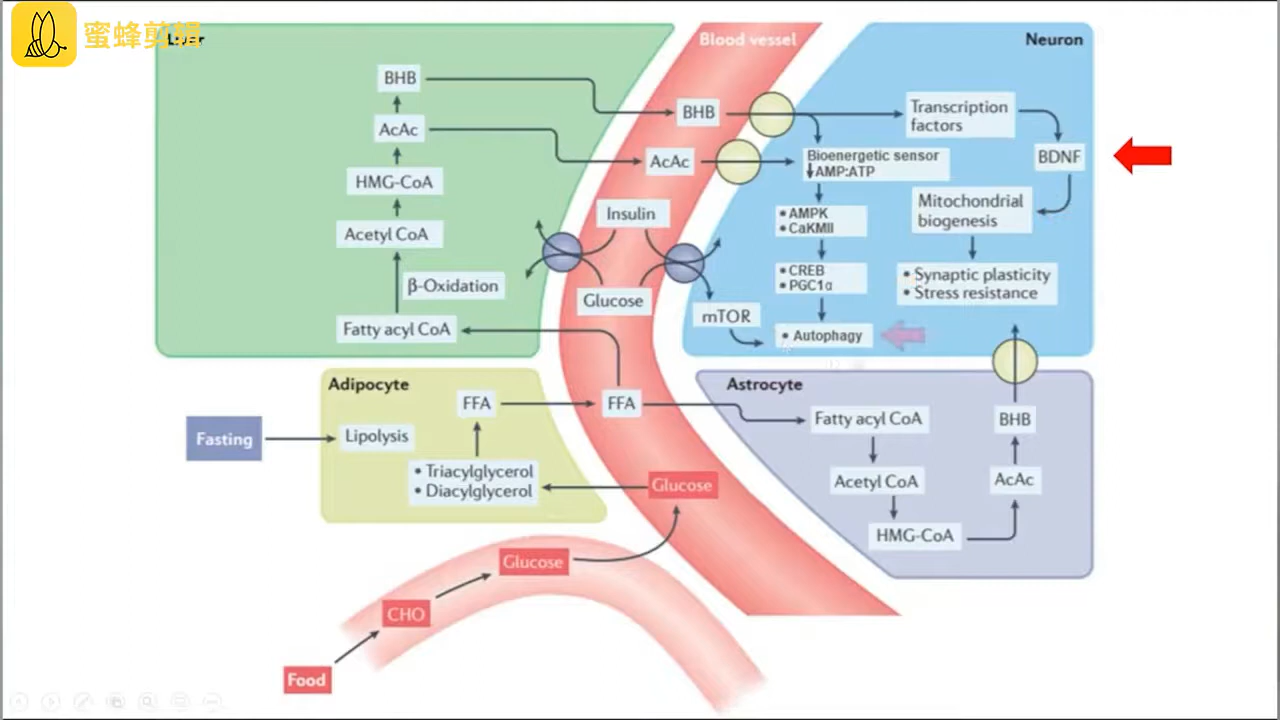 蜜蜂剪辑
Liver
Blood vessel
Neuron
BHB
AcAc
HMG-CoA
Acetyl CoA
β-Oxidation
Fatty acyl CoA
BHB
AcAc
Insulin
Glucose
FFA
Glucose
Transcription
factors
BDNF
Bioenergetic sensor
↓AMP:ATP
Mitochondrial
biogenesis
• AMPK
• CaKMII
• CREB
• PGC1α
• Synaptic plasticity
• Stress resistance
mTOR
• Autophagy
Adipocyte
FFA
Fasting
Lipolysis
• Triacylglycerol
• Diacylglycerol
Astrocyte
Fatty acyl CoA
Acetyl CoA
HMG-CoA
BHB
AcAc
Glucose
CHO
Food